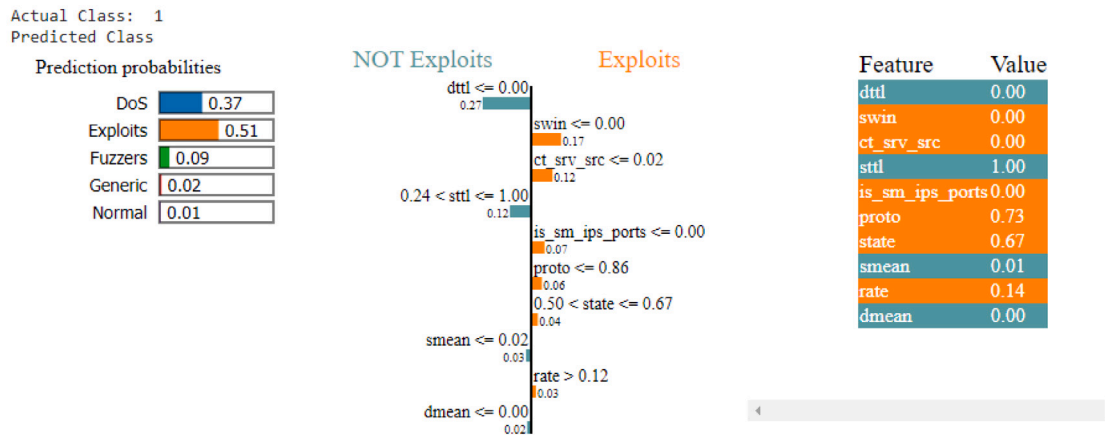 Actual Class:  1
Predicted Class
Prediction probabilities
DoS 0.37
Exploits 0.51
Fuzzers 0.09
Generic 0.02
Normal 0.01
NOT Exploits Exploits
dttl <= 0.00
0.27
swin <= 0.00
0.17
ct_srv_src <= 0.02
0.12
0.24 < sttl <= 1.00
0.12
is_sm_ips_ports <= 0.00
0.07
proto <= 0.86
0.06
0.50 < state <= 0.67
0.04
smean <= 0.02
0.03
rate > 0.12
0.03
dmean <= 0.00
0.02
Feature Value
dttl 0.00
swin 0.00
ct_srv_src 0.00
sttl 1.00
is_sm_ips_ports 0.00
proto 0.73
state 0.67
smean 0.01
rate 0.14
dmean 0.00